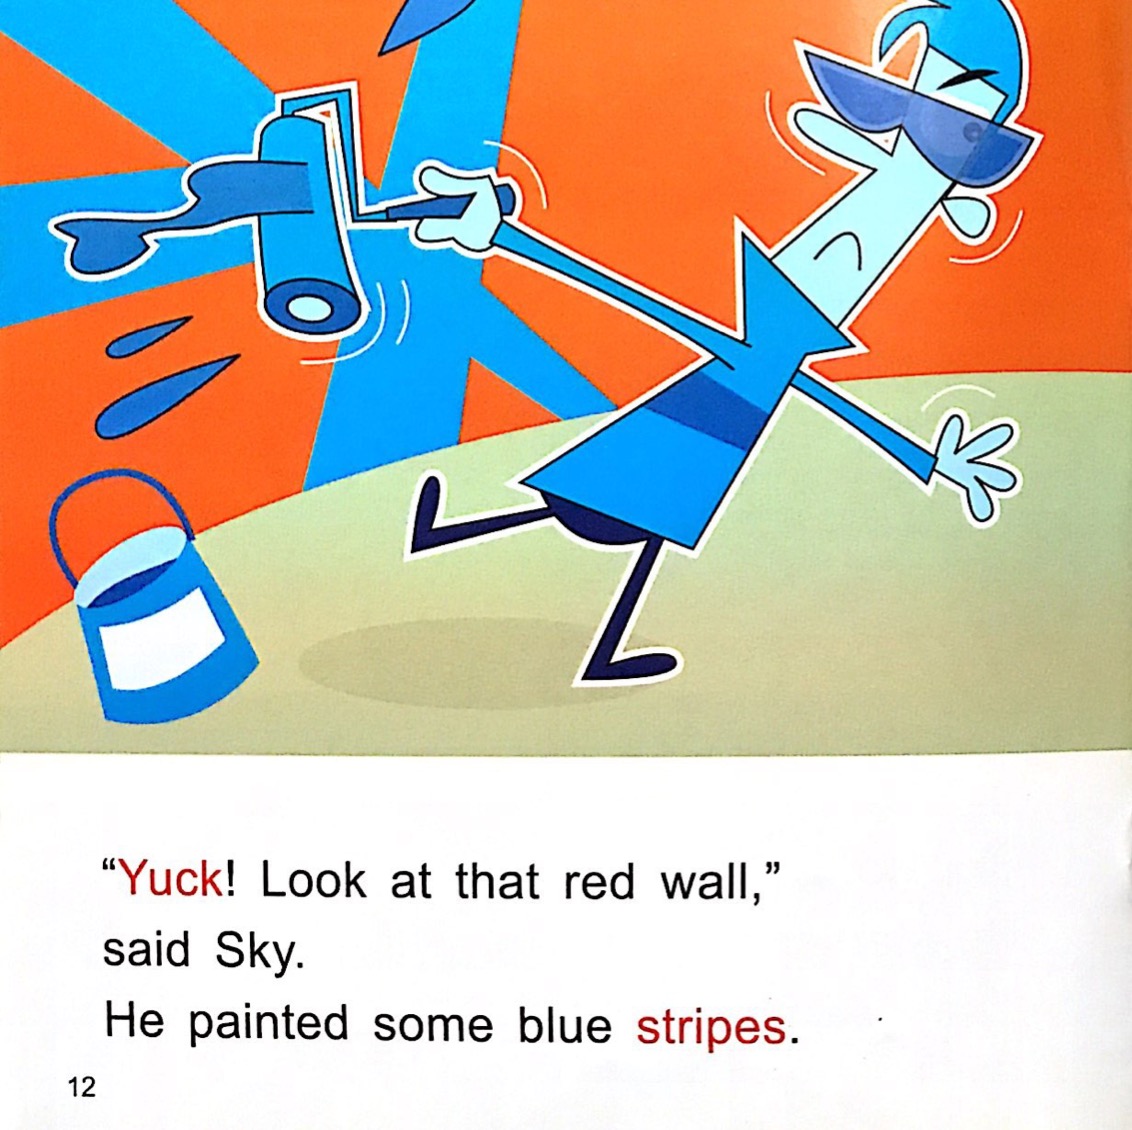 “Yuck! Look at that red wall,”
said Sky.
He painted some blue stripes.
12